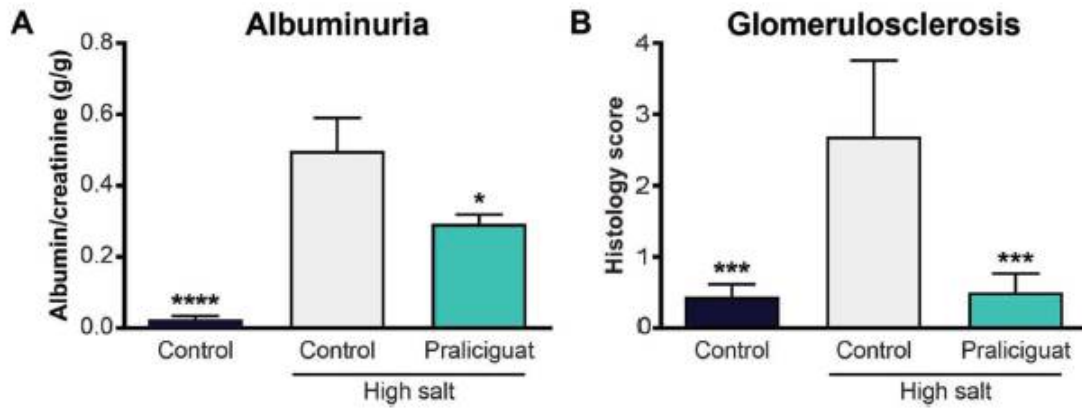 A Albuminuria
Albumin/creatinine (g/g)
0.8
0.6
0.4
0.2
0.0
****
*
Control Control Praliciguat
High salt
B Glomerulosclerosis
Histology score
4
3
2
1
0
***
***
Control Control Praliciguat
High salt